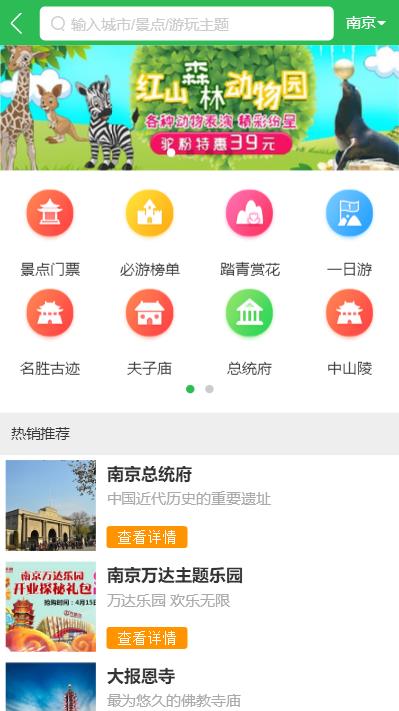 输入城市/景点/游玩主题
南京
红山森林动物园
各种动物表演 精彩纷呈
驼粉特惠39元
景点门票
必游榜单
踏青赏花
一日游
名胜古迹
夫子庙
总统府
中山陵
热销推荐
南京总统府
中国近代历史的重要遗址
查看详情
南京万达乐园
开业探秘礼包
抢购时间：4月15日
南京万达主题乐园
万达乐园 欢乐无限
查看详情
大报恩寺
最为悠久的佛教寺庙